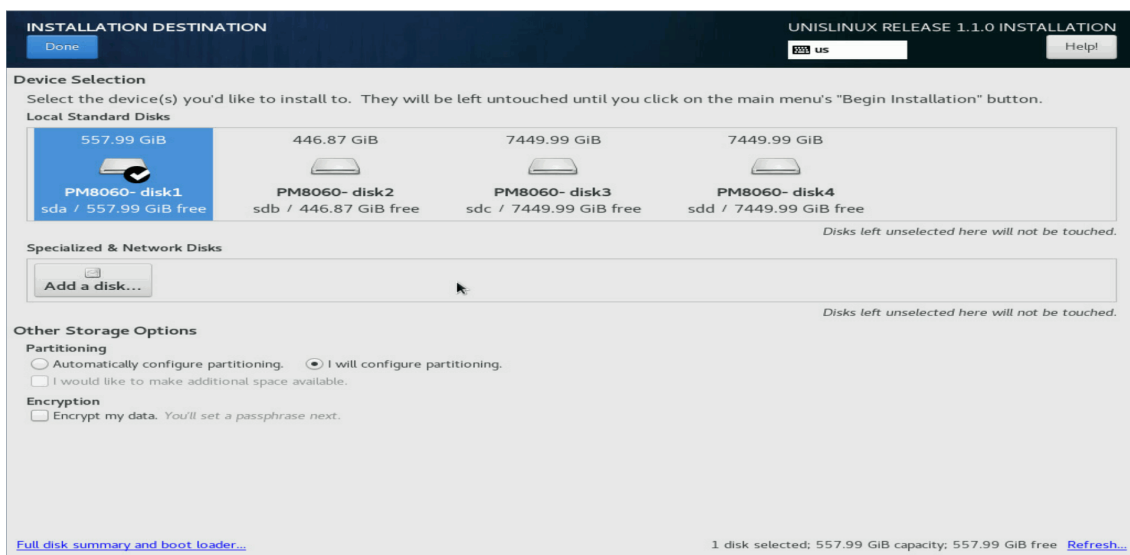 INSTALLATION DESTINATION
UNISLINUX RELEASE 1.1.0 INSTALLATION
Done
us
Help!
Device Selection
Select the device(s) you'd like to install to. They will be left untouched until you click on the main menu's "Begin Installation" button.
Local Standard Disks
557.99 GiB 446.87 GiB 7449.99 GiB 7449.99 GiB
PM8060- disk1 PM8060- disk2 PM8060- disk3 PM8060- disk4
sda / 557.99 GiB free sdb / 446.87 GiB free sdc / 7449.99 GiB free sdd / 7449.99 GiB free
Disks left unselected here will not be touched.
Specialized & Network Disks
Add a disk...
Disks left unselected here will not be touched.
Other Storage Options
Partitioning
Automatically configure partitioning. I will configure partitioning.
I would like to make additional space available.
Encryption
Encrypt my data. You'll set a passphrase next.
Full disk summary and boot loader... 1 disk selected; 557.99 GiB capacity; 557.99 GiB free Refresh...